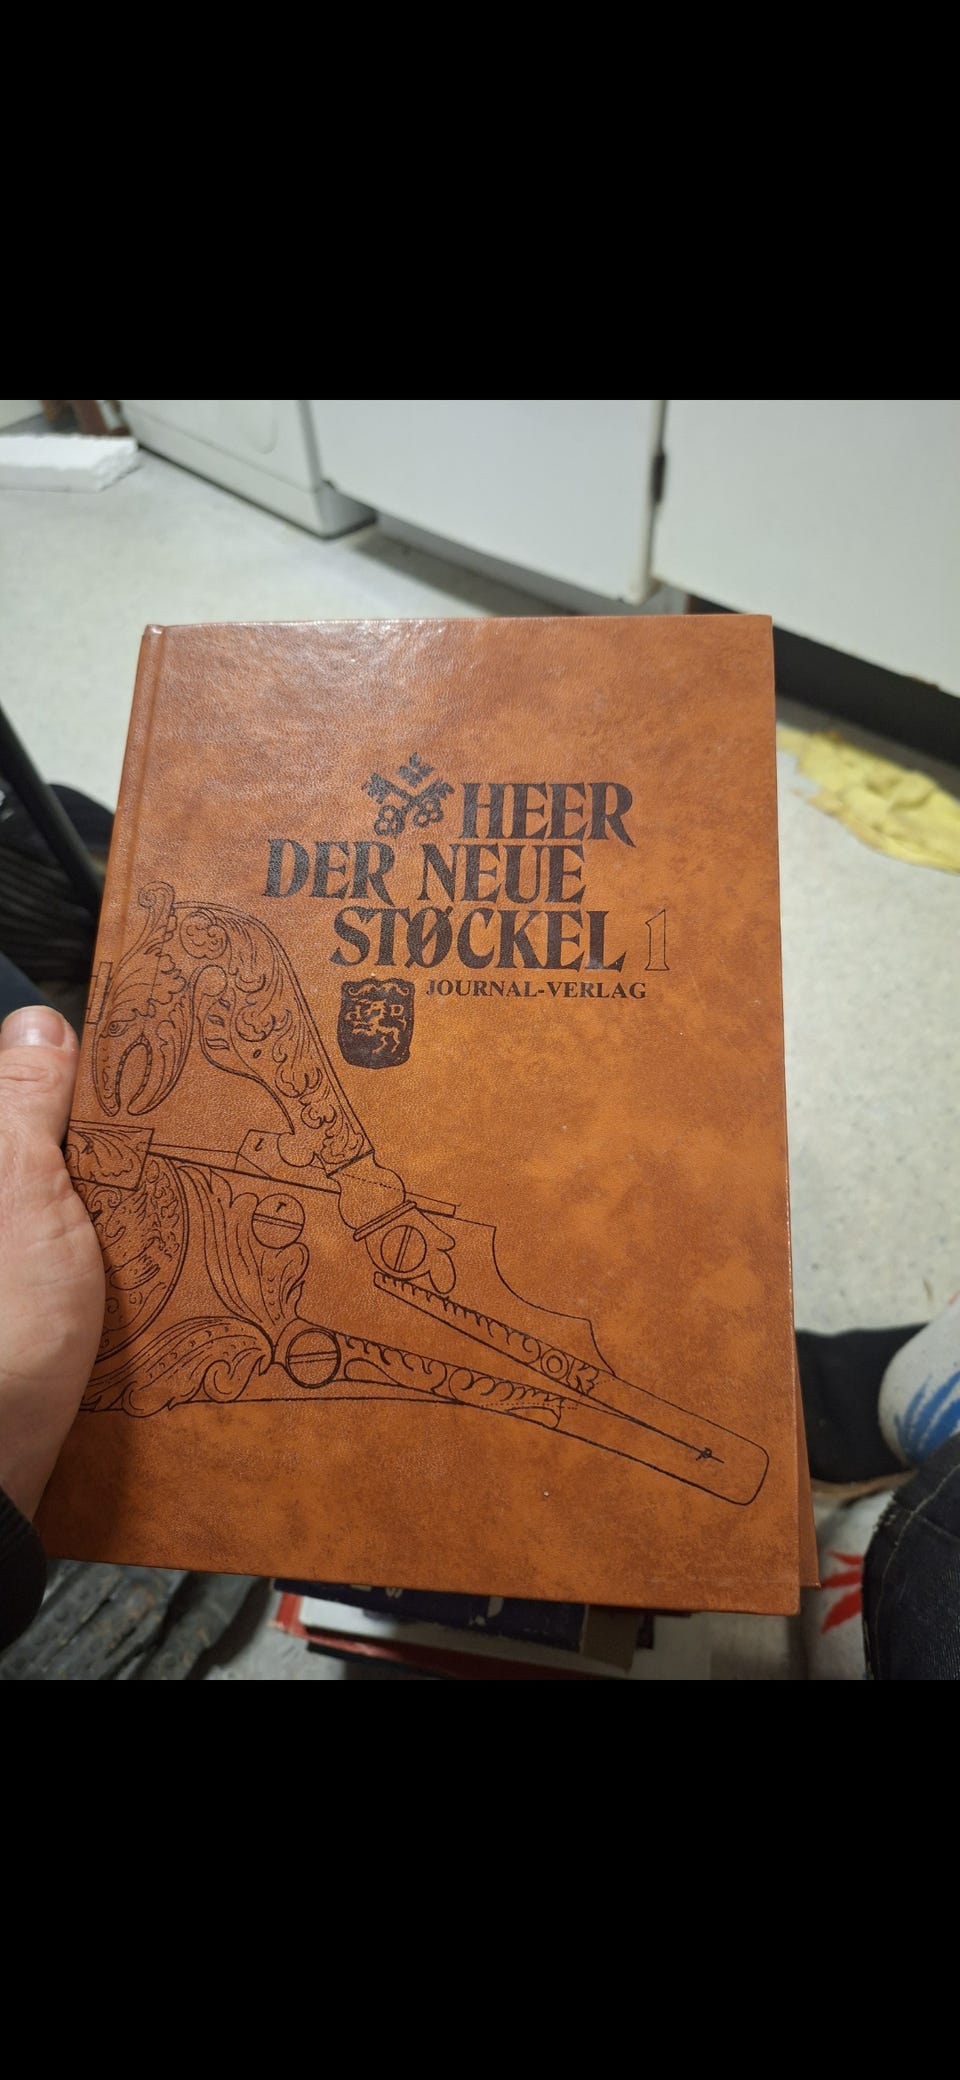 HEER
DER NEUE
STØCKEL 1
JOURNAL-VERLAG